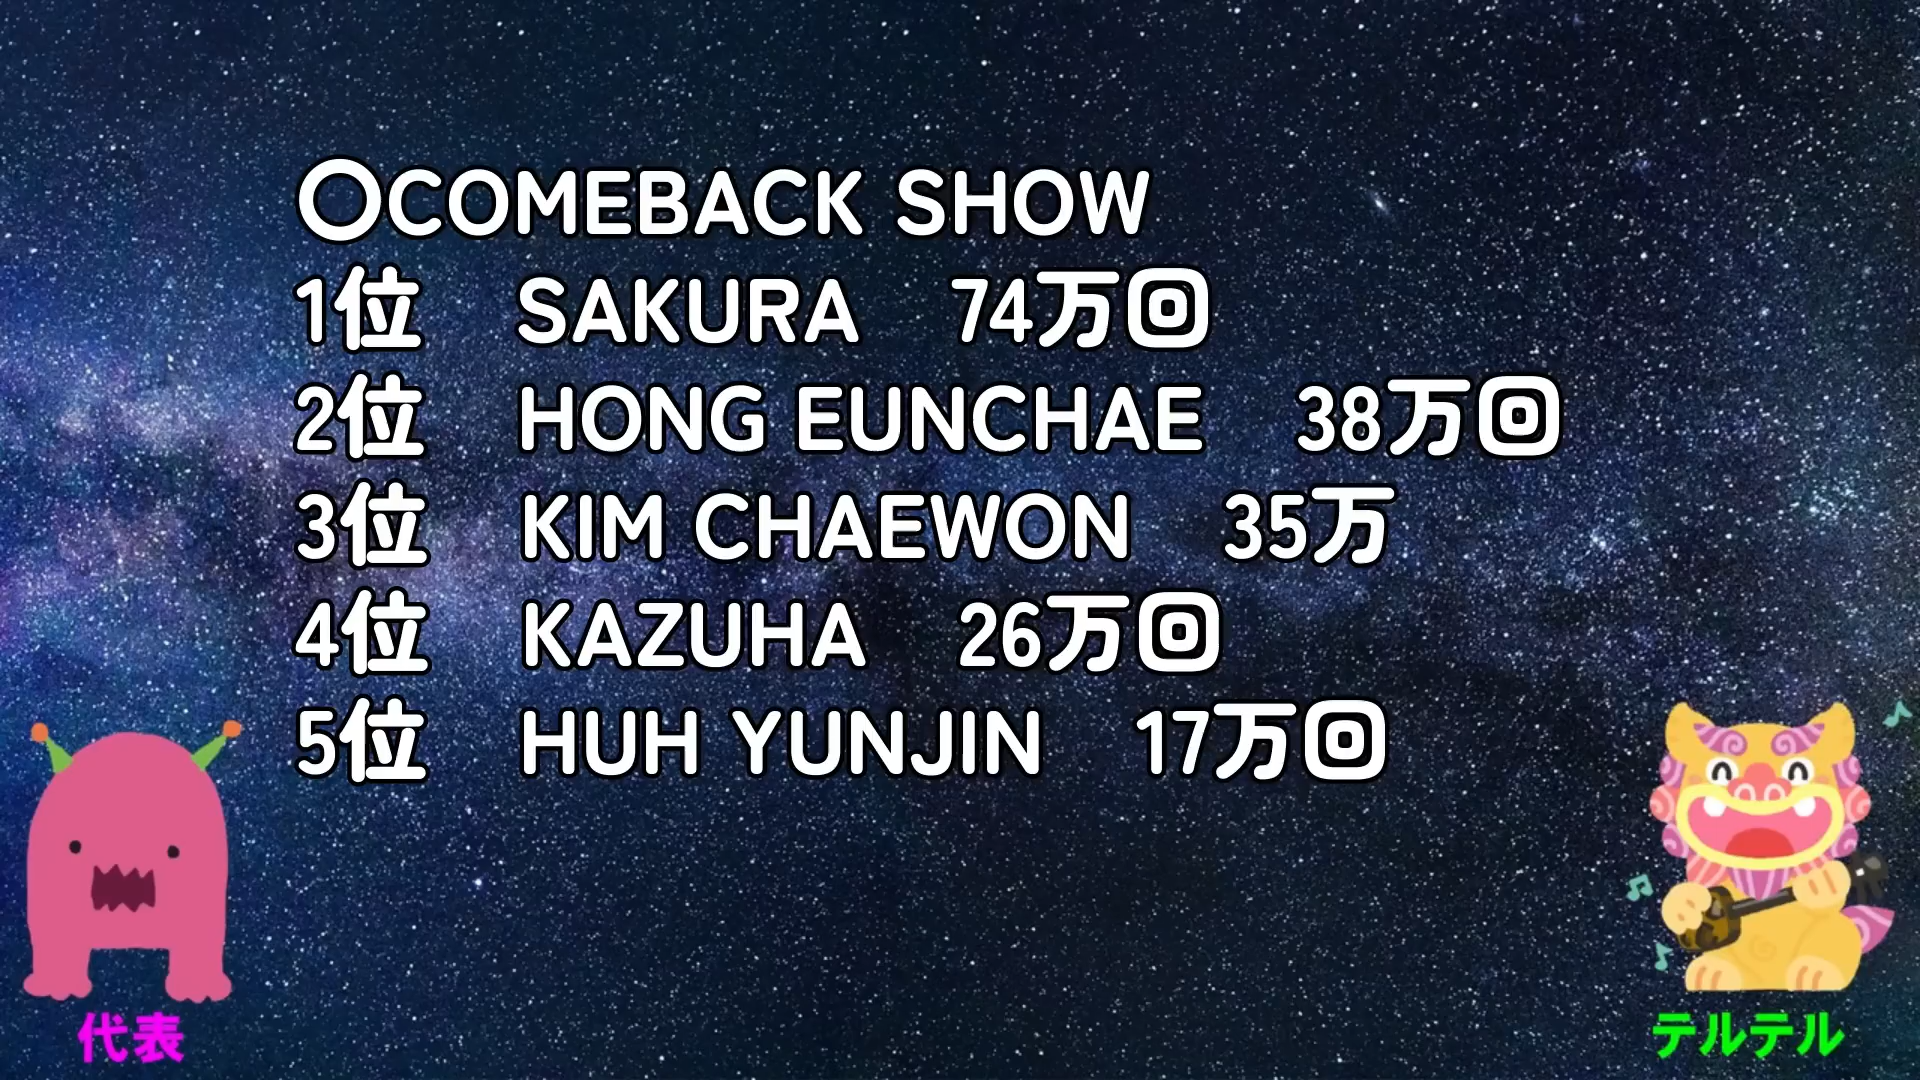 〇COMEBACK SHOW
1位　SAKURA　74万回
2位　HONG EUNCHAE　38万回
3位　KIM CHAEWON　35万
4位　KAZUHA　26万回
5位　HUH YUNJIN　17万回
代表
テルテル